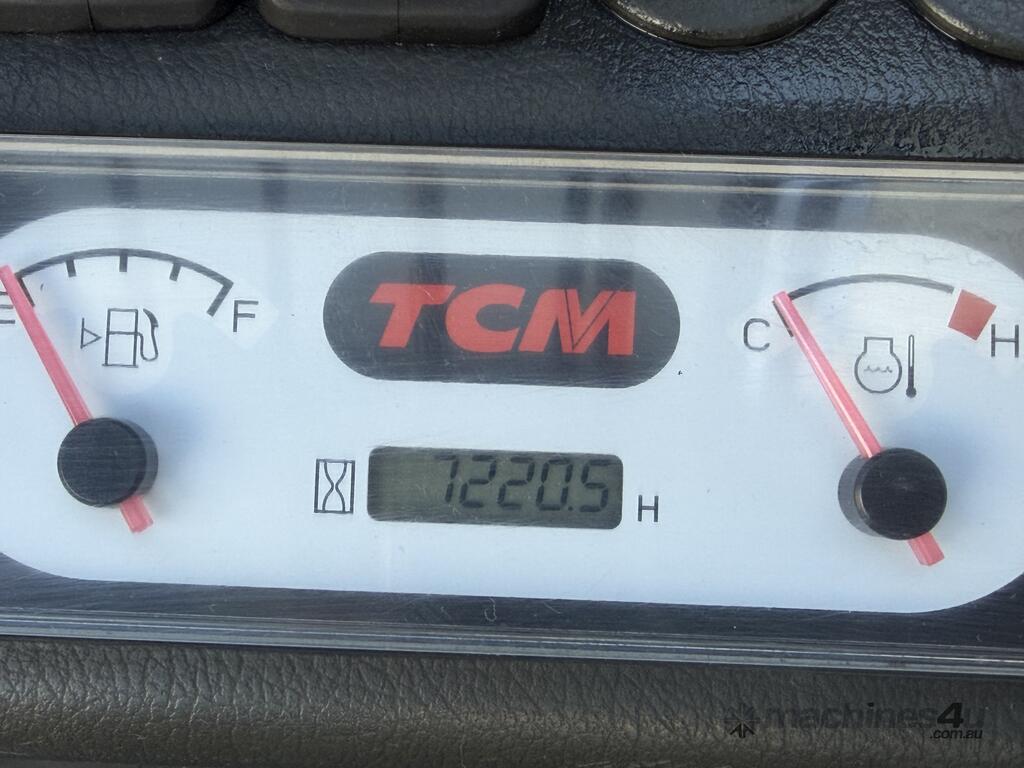 E
F
TCM
C
H
7220.5 H
machines4u
.com.au